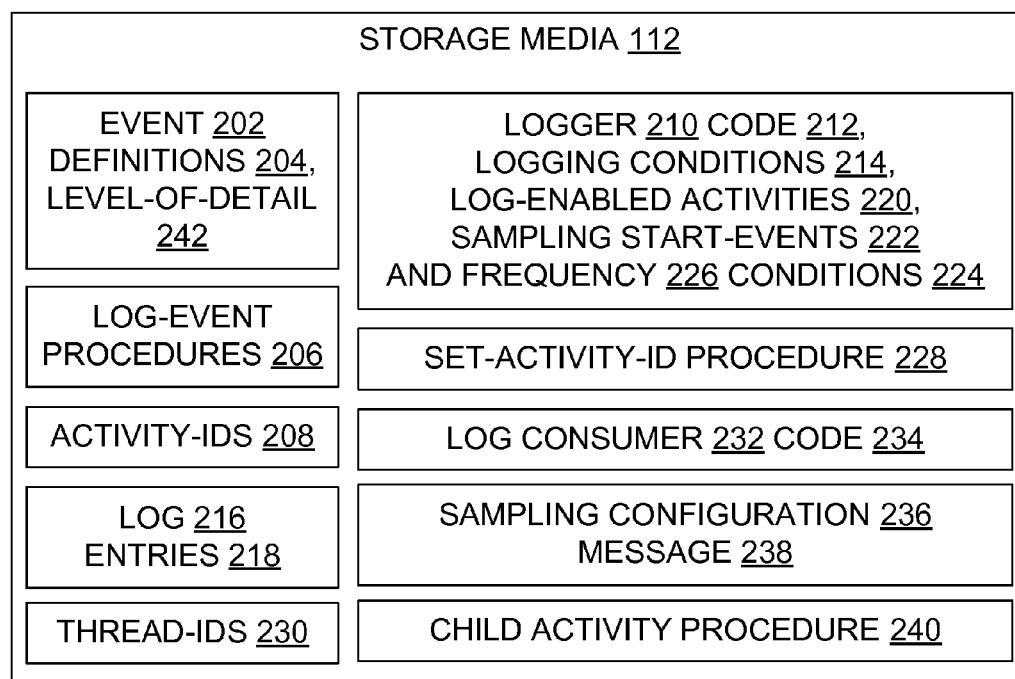 STORAGE MEDIA 112
EVENT 202
DEFINITIONS 204,
LEVEL-OF-DETAIL
242
LOG-EVENT
PROCEDURES 206
ACTIVITY-IDS 208
LOG 216
ENTRIES 218
THREAD-IDS 230
LOGGER 210 CODE 212,
LOGGING CONDITIONS 214,
LOG-ENABLED ACTIVITIES 220,
SAMPLING START-EVENTS 222
AND FREQUENCY 226 CONDITIONS 224
SET-ACTIVITY-ID PROCEDURE 228
LOG CONSUMER 232 CODE 234
SAMPLING CONFIGURATION 236
MESSAGE 238
CHILD ACTIVITY PROCEDURE 240